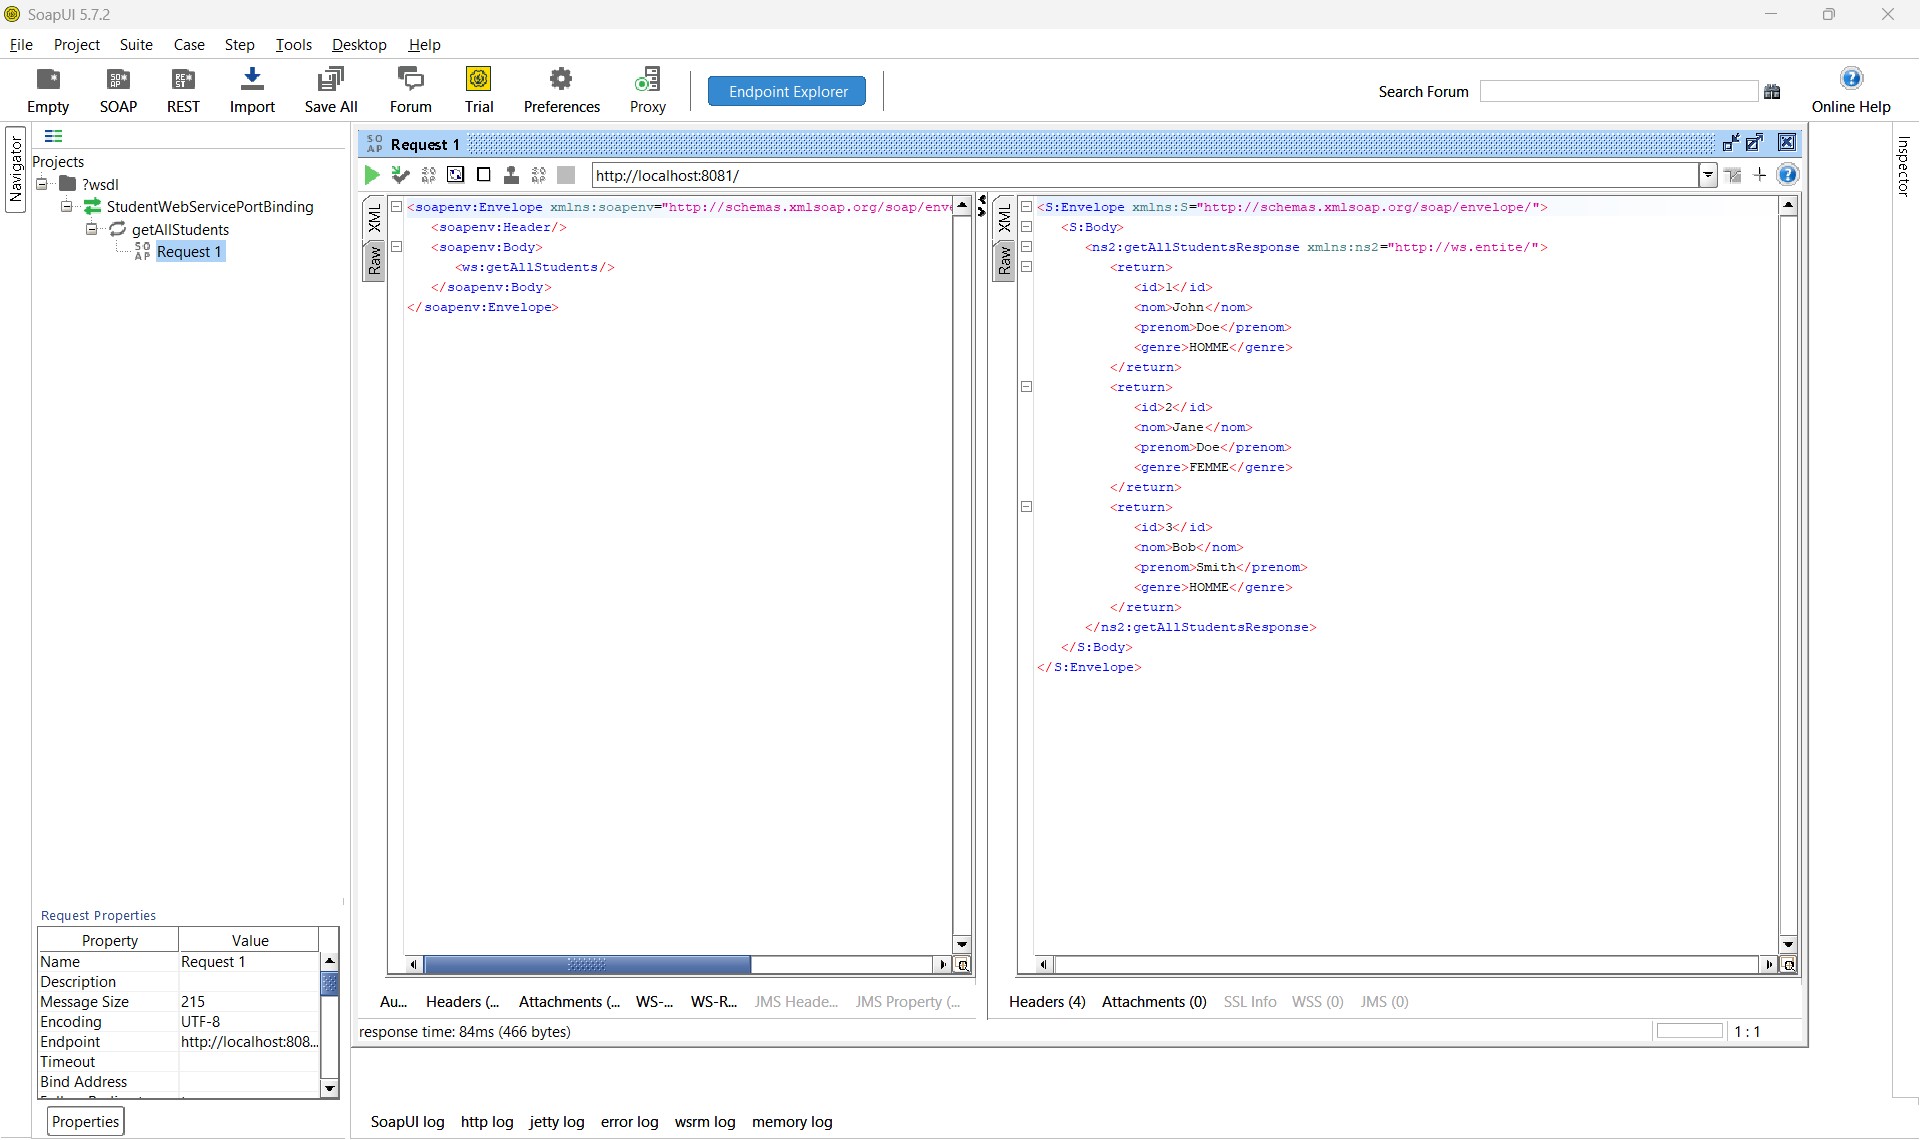 SoapUI 5.7.2
File Project Suite Case Step Tools Desktop Help
Empty SOAP REST Import Save All Forum Trial Preferences Proxy Endpoint Explorer Search Forum Online Help
Navigator
Projects
?wsdl
StudentWebServicePortBinding
getAllStudents
SO AP Request 1
Request Properties
Property Value
Name Request 1
Description
Message Size 215
Encoding UTF-8
Endpoint http://localhost:808...
Timeout
Bind Address
Properties
SO AP Request 1
http://localhost:8081/
XML
Raw
<soapenv:Envelope xmlns:soapenv="http://schemas.xmlsoap.org/soap/enve
<soapenv:Header/>
<soapenv:Body>
<ws:getAllStudents/>
</soapenv:Body>
</soapenv:Envelope>
Au... Headers (... Attachments (... WS-... WS-R... JMS Heade... JMS Property (...
XML
Raw
<S:Envelope xmlns:S="http://schemas.xmlsoap.org/soap/envelope/">
<S:Body>
<ns2:getAllStudentsResponse xmlns:ns2="http://ws.entite/">
<return>
<id>1</id>
<nom>John</nom>
<prenom>Doe</prenom>
<genre>HOMME</genre>
</return>
<return>
<id>2</id>
<nom>Jane</nom>
<prenom>Doe</prenom>
<genre>FEMME</genre>
</return>
<return>
<id>3</id>
<nom>Bob</nom>
<prenom>Smith</prenom>
<genre>HOMME</genre>
</return>
</ns2:getAllStudentsResponse>
</S:Body>
</S:Envelope>
Headers (4) Attachments (0) SSL Info WSS (0) JMS (0)
response time: 84ms (466 bytes)
1 : 1
SoapUI log http log jetty log error log wsrm log memory log
Inspector